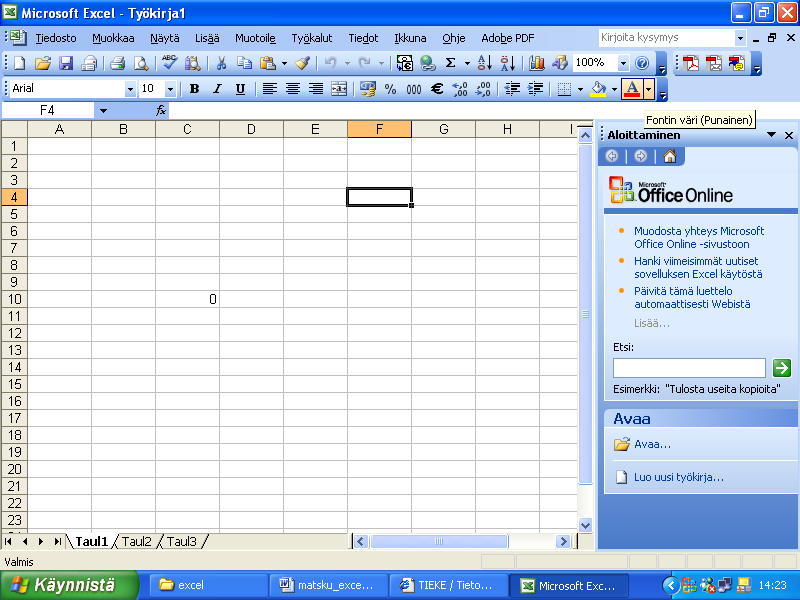 Microsoft Excel - Työkirja1
Tiedosto Muokkaa Näytä Lisää Muotoile Työkalut Tiedot Ikkuna Ohje Adobe PDF Kirjoita kysymys
ABC Σ A Z Z A 100% ?
Arial 10 B I U % 000 € A
F4 fx
Fontin väri (Punainen)
A B C D E F G H I
Aloittaminen
1
2
3
4
5
6
7
8
9
10 0
11
12
13
14
15
16
17
18
19
20
21
22
23
Microsoft®
Office Online
Muodosta yhteys Microsoft
Office Online -sivustoon
Hanki viimeisimmät uutiset
sovelluksen Excel käytöstä
Päivitä tämä luettelo
automaattisesti Webistä
Lisää...
Etsi:
Esimerkki: "Tulosta useita kopioita"
Avaa
Avaa...
Luo uusi työkirja...
Taul1 Taul2 Taul3
Valmis
Käynnistä excel matsku_exce... TIEKE / Tieto... Microsoft Exc... 14:23